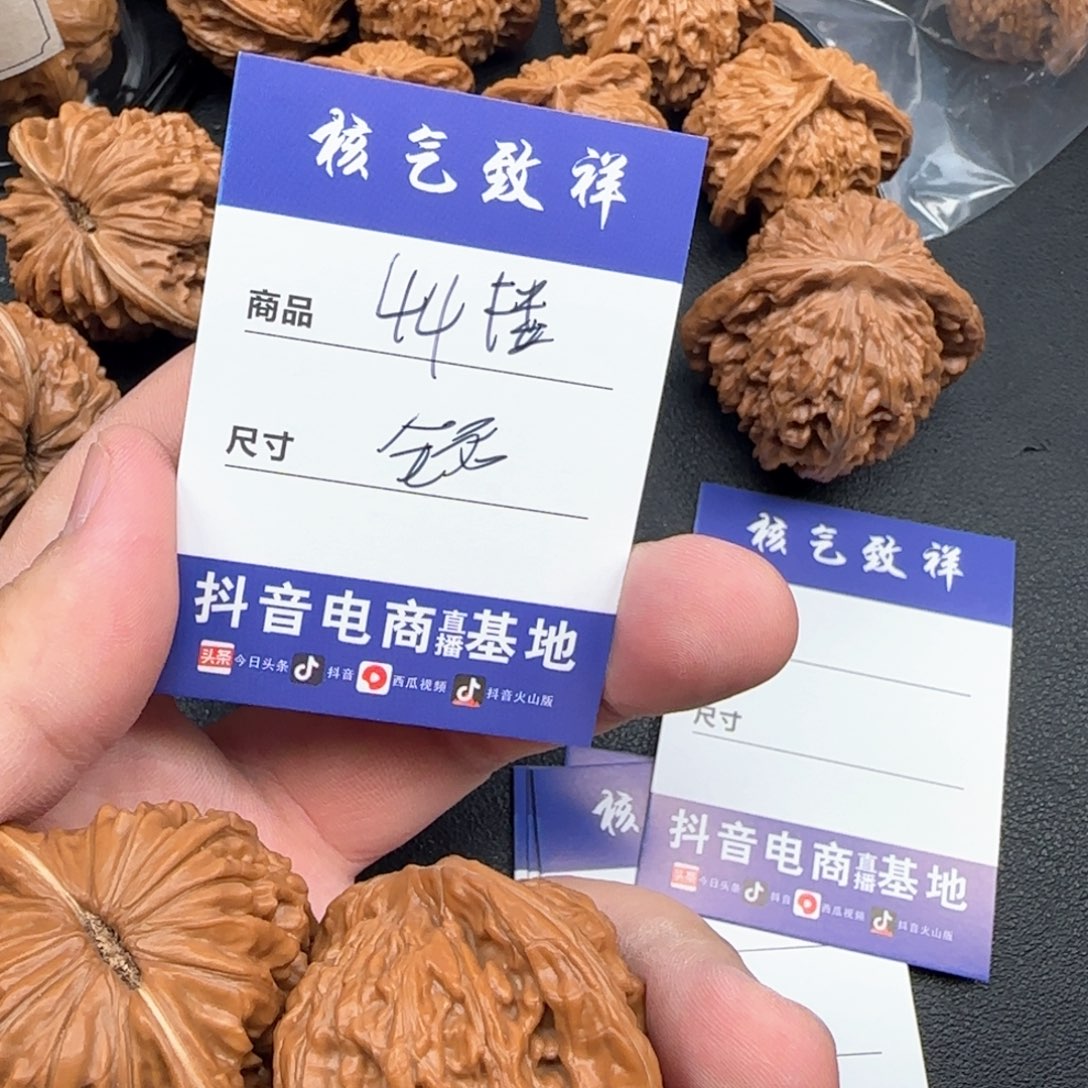 核气致祥
商品 44楼
尺寸
抖音电商直播基地
头条 今日头条 抖音 西瓜视频 抖音火山版
核气致祥
尺寸
抖音电商直播基地
头条 今日头条 抖音 西瓜视频 抖音火山版
核